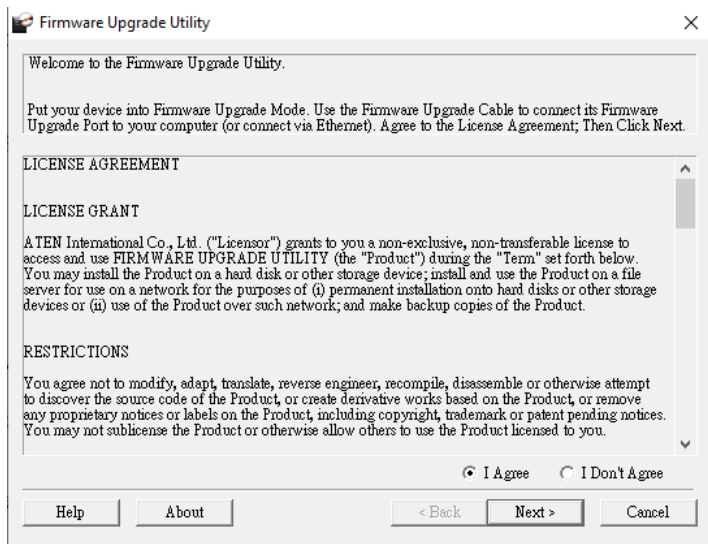 Firmware Upgrade Utility
Welcome to the Firmware Upgrade Utility.
Put your device into Firmware Upgrade Mode. Use the Firmware Upgrade Cable to connect its Firmware
Upgrade Port to your computer (or connect via Ethernet). Agree to the License Agreement; Then Click Next.
LICENSE AGREEMENT
LICENSE GRANT
ATEN International Co., Ltd. ("Licensor") grants to you a non-exclusive, non-transferable license to
access and use FIRMWARE UPGRADE UTILITY (the "Product") during the "Term" set forth below.
You may install the Product on a hard disk or other storage device; install and use the Product on a file
server for use on a network for the purposes of (i) permanent installation onto hard disks or other storage
devices or (ii) use of the Product over such network; and make backup copies of the Product.
RESTRICTIONS
You agree not to modify, adapt, translate, reverse engineer, recompile, disassemble or otherwise attempt
to discover the source code of the Product, or create derivative works based on the Product, or remove
any proprietary notices or labels on the Product, including copyright, trademark or patent pending notices.
You may not sublicense the Product or otherwise allow others to use the Product licensed to you.
I Agree I Don't Agree
Help About < Back Next > Cancel